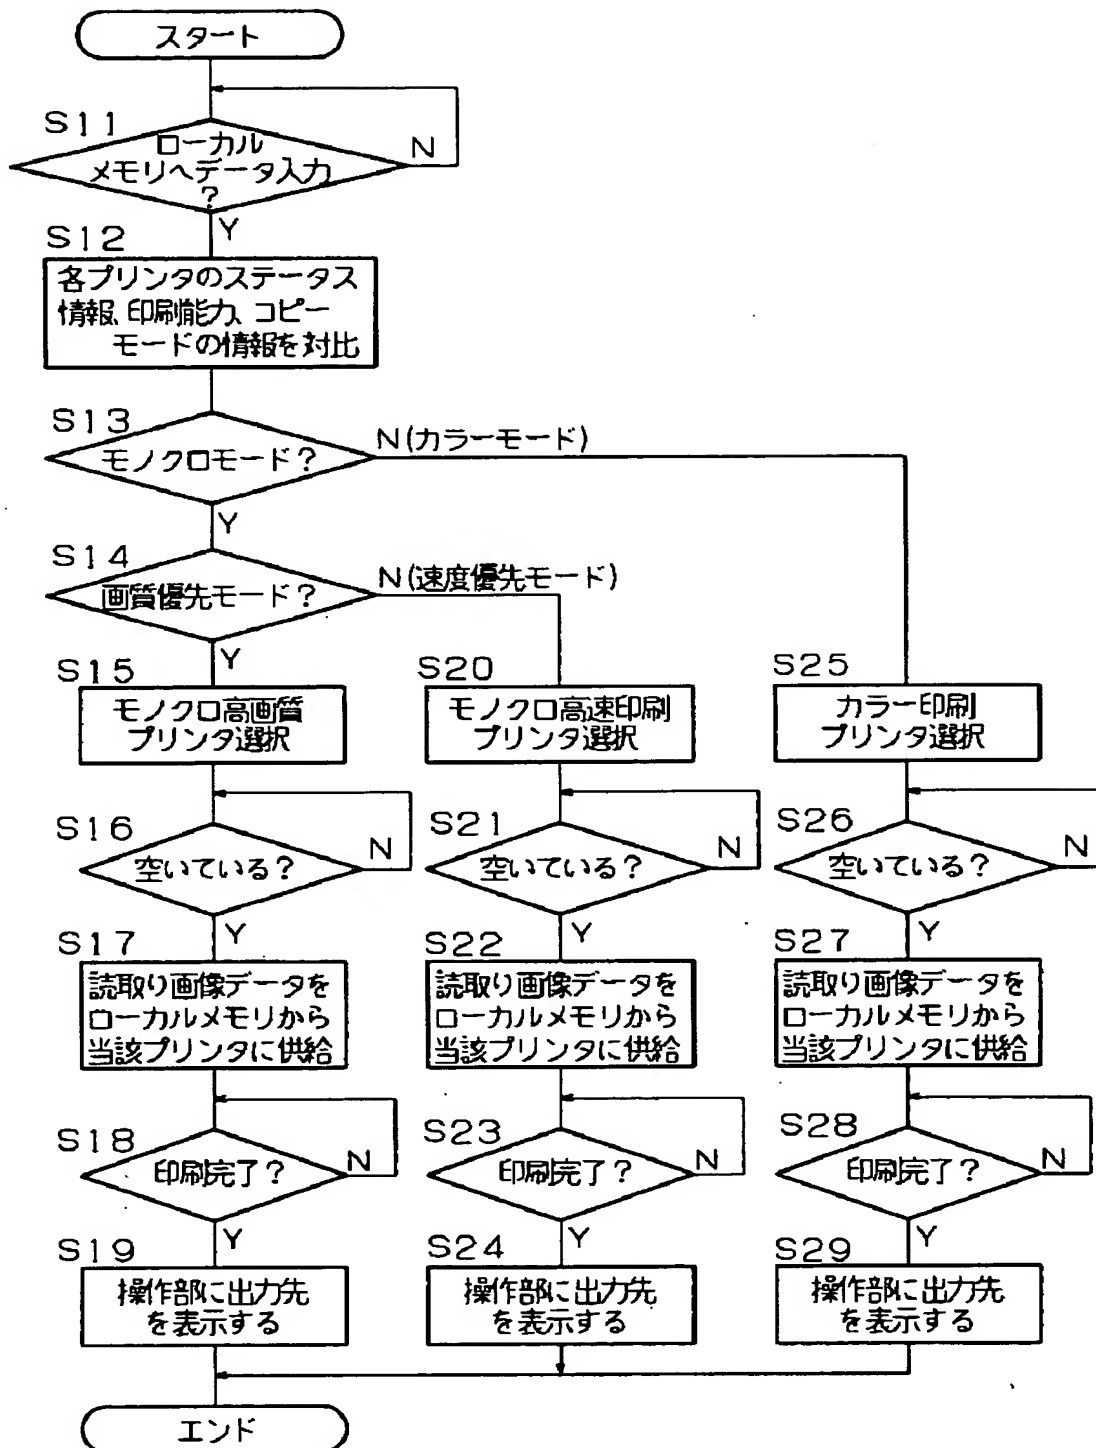 スタート
S11
ローカル
メモリへデータ入力
?
N
Y
S12
各プリンタのステータス
情報、印刷能力、コピー
モードの情報を対比
S13
モノクロモード?
N(カラーモード)
Y
S14
画質優先モード?
N(速度優先モード)
Y
S15
モノクロ高画質
プリンタ選択
S16
空いている?
N
Y
S17
読取り画像データを
ローカルメモリから
当該プリンタに供給
S18
印刷完了?
N
Y
S19
操作部に出力先
を表示する
S20
モノクロ高速印刷
プリンタ選択
S21
空いている?
N
Y
S22
読取り画像データを
ローカルメモリから
当該プリンタに供給
S23
印刷完了?
N
Y
S24
操作部に出力先
を表示する
S25
カラー印刷
プリンタ選択
S26
空いている?
N
Y
S27
読取り画像データを
ローカルメモリから
当該プリンタに供給
S28
印刷完了?
N
Y
S29
操作部に出力先
を表示する
エンド